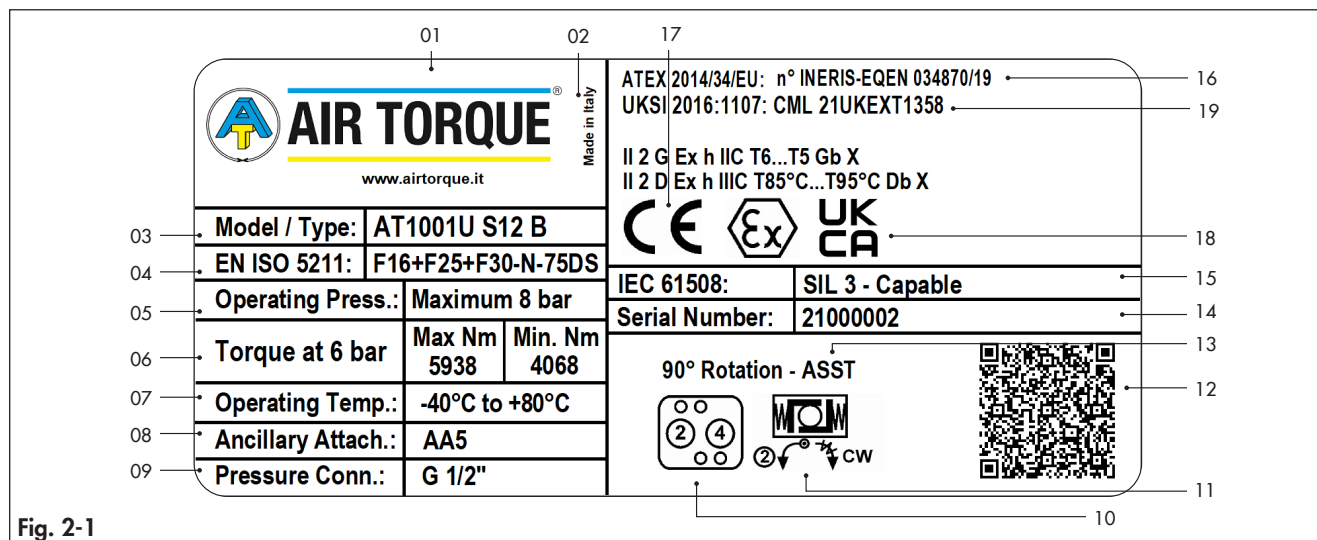 01
02
17
16
19
AT
AIR TORQUE ®
Made in Italy
www.airtorque.it
ATEX 2014/34/EU: n° INERIS-EQEN 034870/19
UKSI 2016:1107: CML 21UKEXT1358
II 2 G Ex h IIC T6...T5 Gb X
II 2 D Ex h IIIC T85°C...T95°C Db X
CE Ex UK CA
18
03 Model / Type: AT1001U S12 B
04 EN ISO 5211: F16+F25+F30-N-75DS
05 Operating Press.: Maximum 8 bar
06 Torque at 6 bar Max Nm 5938 Min. Nm 4068
07 Operating Temp.: -40°C to +80°C
08 Ancillary Attach.: AA5
09 Pressure Conn.: G 1/2"
IEC 61508: SIL 3 - Capable
15
Serial Number: 21000002
14
13
90° Rotation - ASST
12
2 4
2 CW
11
10
Fig. 2-1